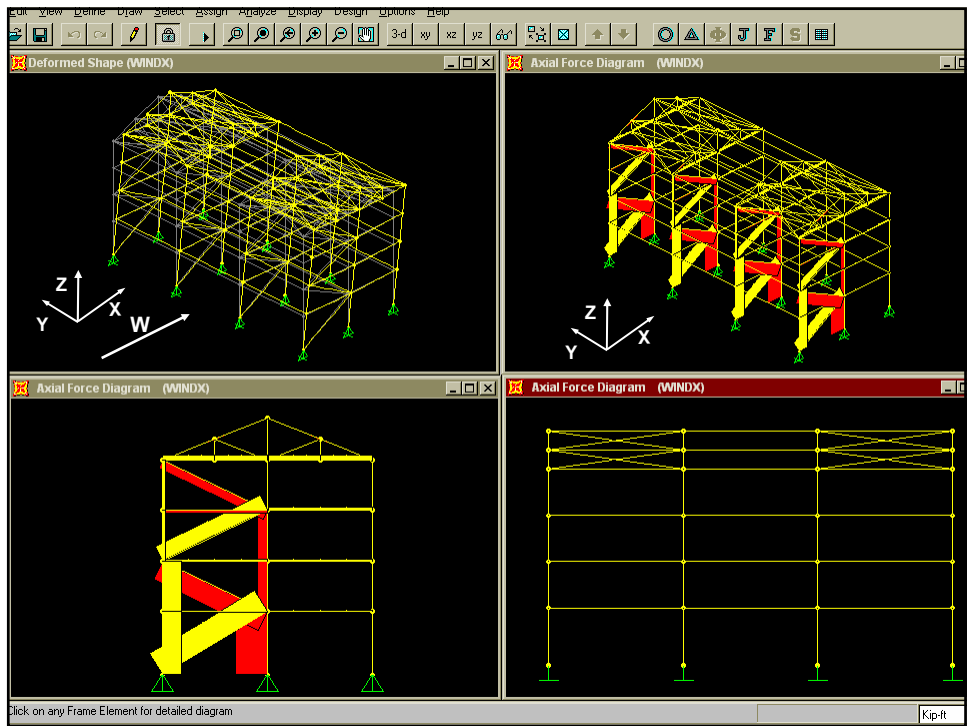 Edit View Define Draw Select Assign Analyze Display Design Options Help
3-d xy xz yz J F S
Deformed Shape (WINDX)
Axial Force Diagram (WINDX)
Z
Y
X
W
Z
Y
X
Axial Force Diagram (WINDX)
Axial Force Diagram (WINDX)
Click on any Frame Element for detailed diagram
Kip-ft